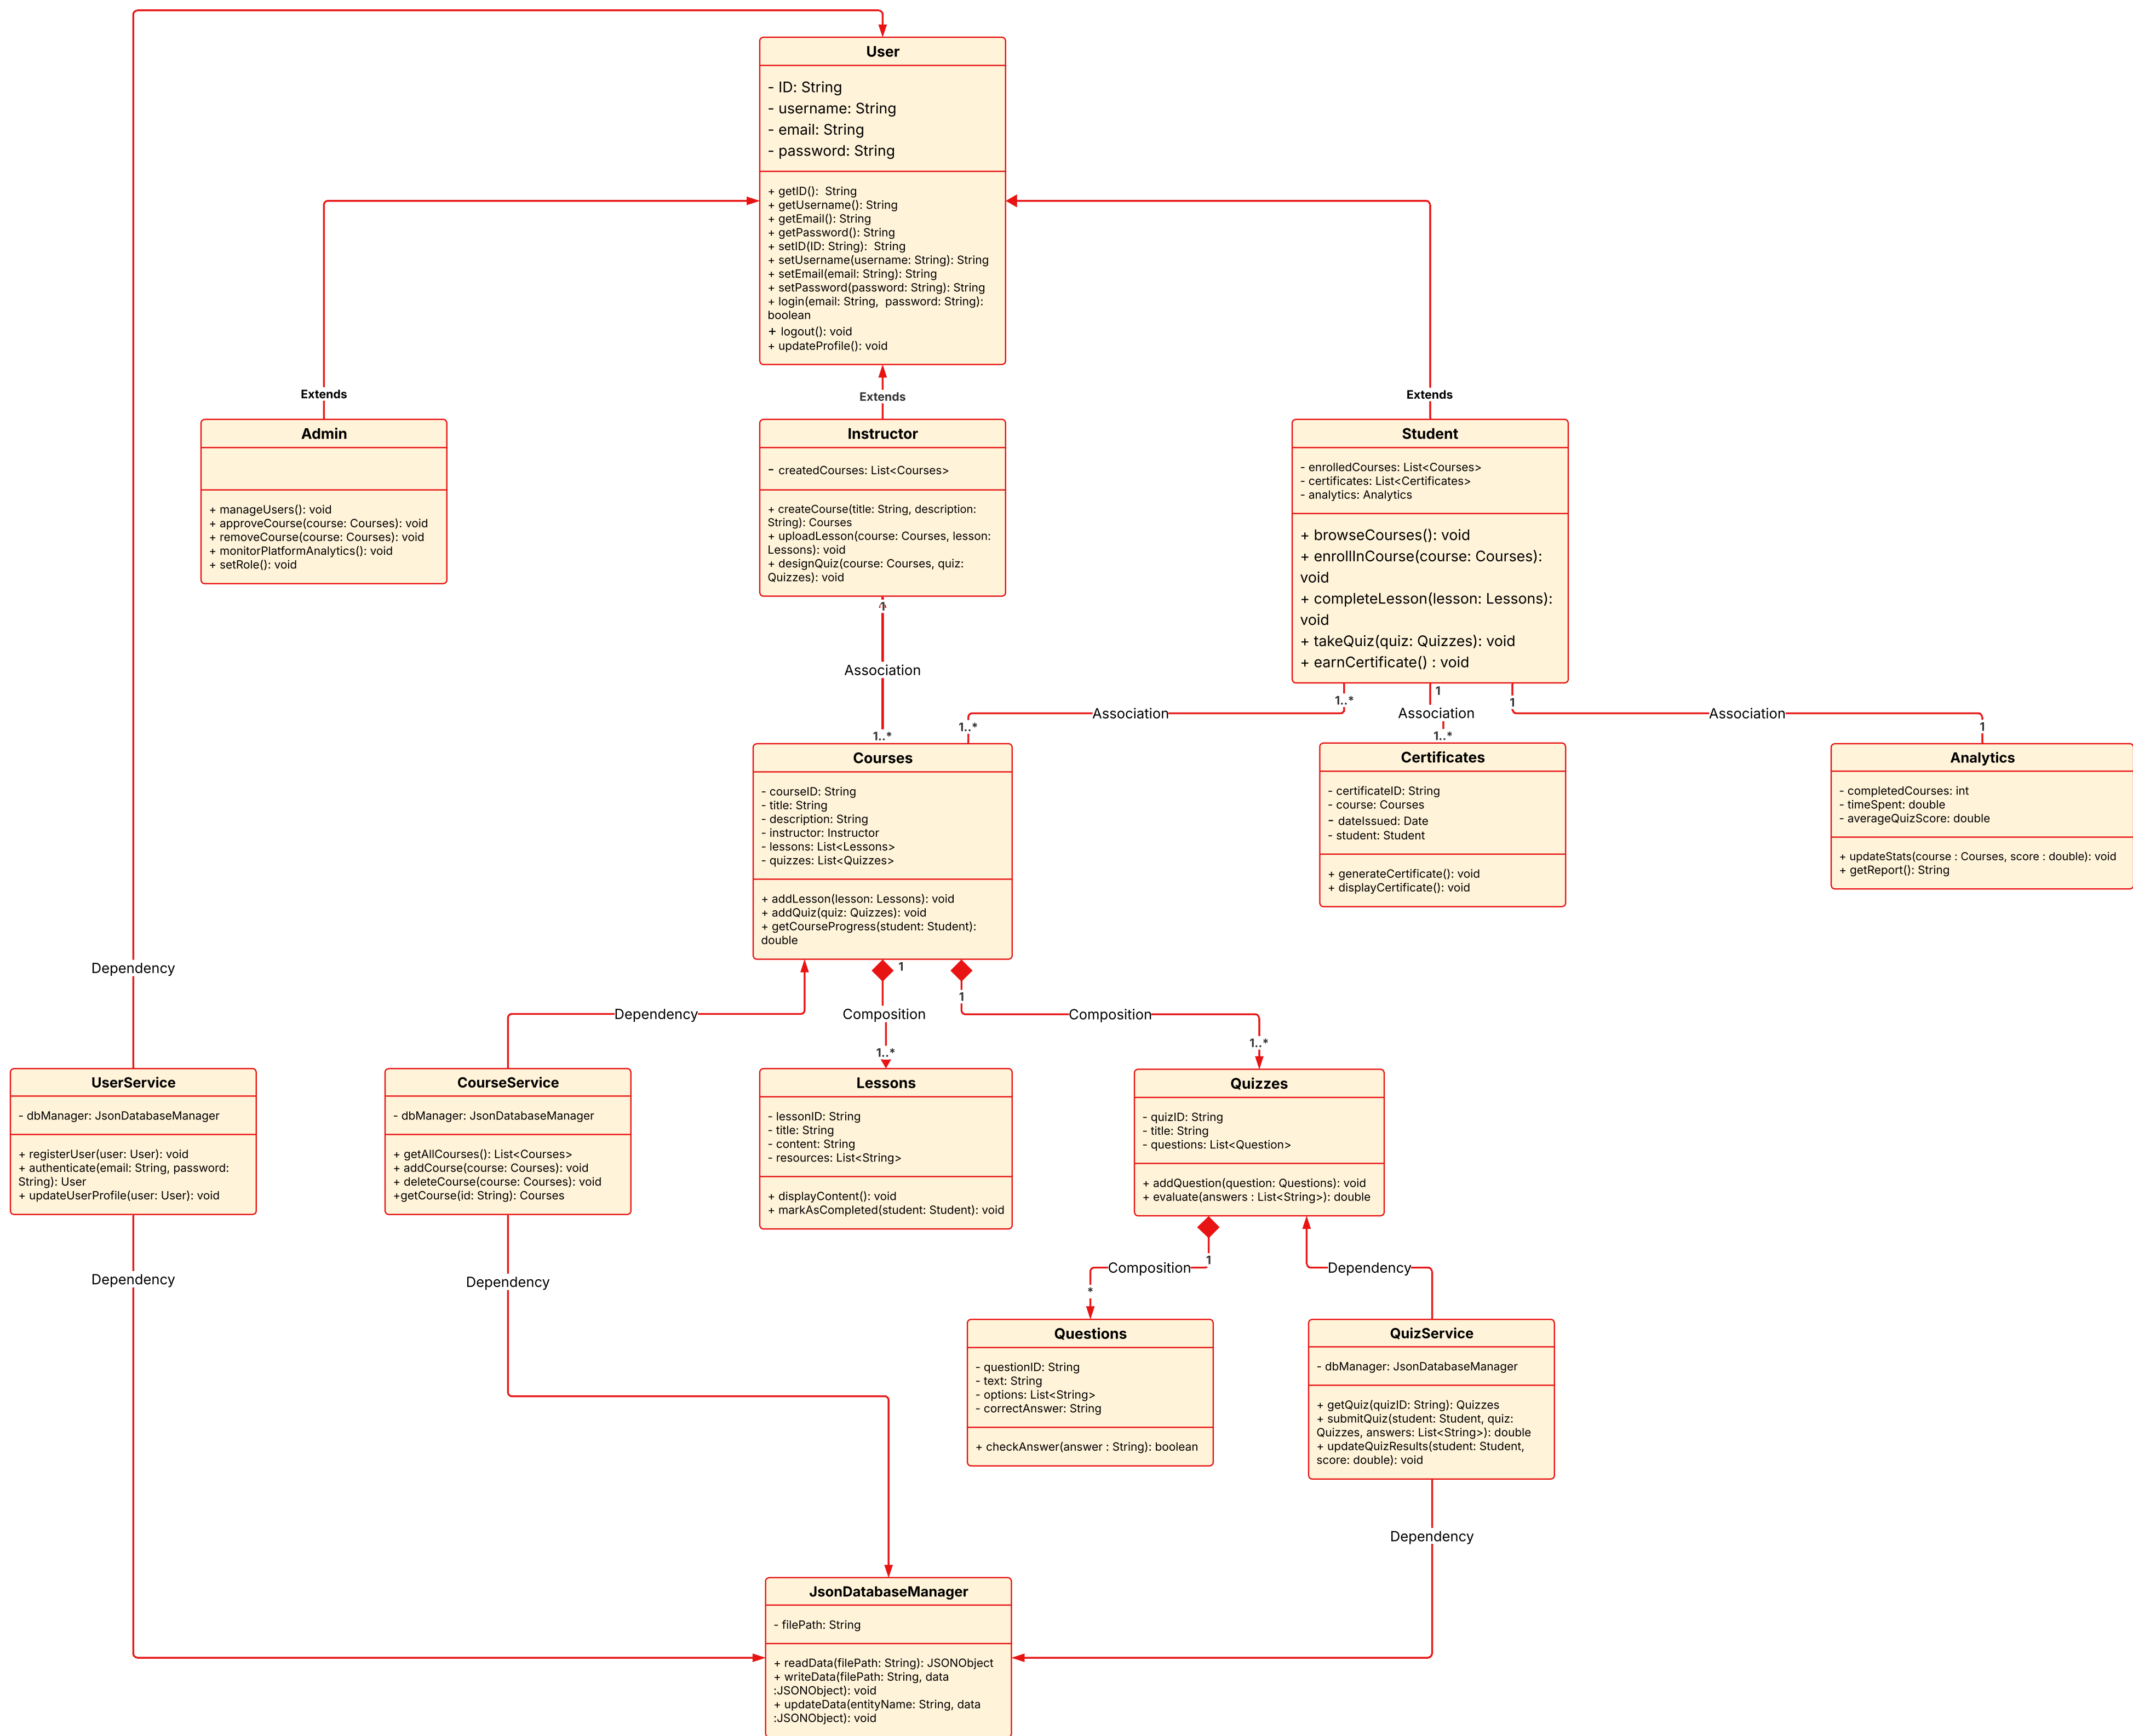 User
- ID: String
- username: String
- email: String
- password: String
+ getID():  String
+ getUsername(): String
+ getEmail(): String
+ getPassword(): String
+ setID(ID: String):  String
+ setUsername(username: String): String
+ setEmail(email: String): String
+ setPassword(password: String): String
+ login(email: String,  password: String):
boolean
+ logout(): void
+ updateProfile(): void
Extends
Extends
Extends
Admin
+ manageUsers(): void
+ approveCourse(course: Courses): void
+ removeCourse(course: Courses): void
+ monitorPlatformAnalytics(): void
+ setRole(): void
Instructor
- createdCourses: List<Courses>
+ createCourse(title: String, description:
String): Courses
+ uploadLesson(course: Courses, lesson:
Lessons): void
+ designQuiz(course: Courses, quiz:
Quizzes): void
Student
- enrolledCourses: List<Courses>
- certificates: List<Certificates>
- analytics: Analytics
+ browseCourses(): void
+ enrollInCourse(course: Courses):
void
+ completeLesson(lesson: Lessons):
void
+ takeQuiz(quiz: Quizzes): void
+ earnCertificate() : void
1
Association
1..*
1..*
Association
1..*
1
Association
1..*
1
Association
1
Courses
- courseID: String
- title: String
- description: String
- instructor: Instructor
- lessons: List<Lessons>
- quizzes: List<Quizzes>
+ addLesson(lesson: Lessons): void
+ addQuiz(quiz: Quizzes): void
+ getCourseProgress(student: Student):
double
Certificates
- certificateID: String
- course: Courses
- dateIssued: Date
- student: Student
+ generateCertificate(): void
+ displayCertificate(): void
Analytics
- completedCourses: int
- timeSpent: double
- averageQuizScore: double
+ updateStats(course : Courses, score : double): void
+ getReport(): String
Dependency
Dependency
1
Composition
1..*
1
Composition
1..*
UserService
- dbManager: JsonDatabaseManager
+ registerUser(user: User): void
+ authenticate(email: String, password:
String): User
+ updateUserProfile(user: User): void
CourseService
- dbManager: JsonDatabaseManager
+ getAllCourses(): List<Courses>
+ addCourse(course: Courses): void
+ deleteCourse(course: Courses): void
+getCourse(id: String): Courses
Lessons
- lessonID: String
- title: String
- content: String
- resources: List<String>
+ displayContent(): void
+ markAsCompleted(student: Student): void
Quizzes
- quizID: String
- title: String
- questions: List<Question>
+ addQuestion(question: Questions): void
+ evaluate(answers : List<String>): double
Dependency
Dependency
1
Composition
*
Dependency
Questions
- questionID: String
- text: String
- options: List<String>
- correctAnswer: String
+ checkAnswer(answer : String): boolean
QuizService
- dbManager: JsonDatabaseManager
+ getQuiz(quizID: String): Quizzes
+ submitQuiz(student: Student, quiz:
Quizzes, answers: List<String>): double
+ updateQuizResults(student: Student,
score: double): void
Dependency
JsonDatabaseManager
- filePath: String
+ readData(filePath: String): JSONObject
+ writeData(filePath: String, data
:JSONObject): void
+ updateData(entityName: String, data
:JSONObject): void